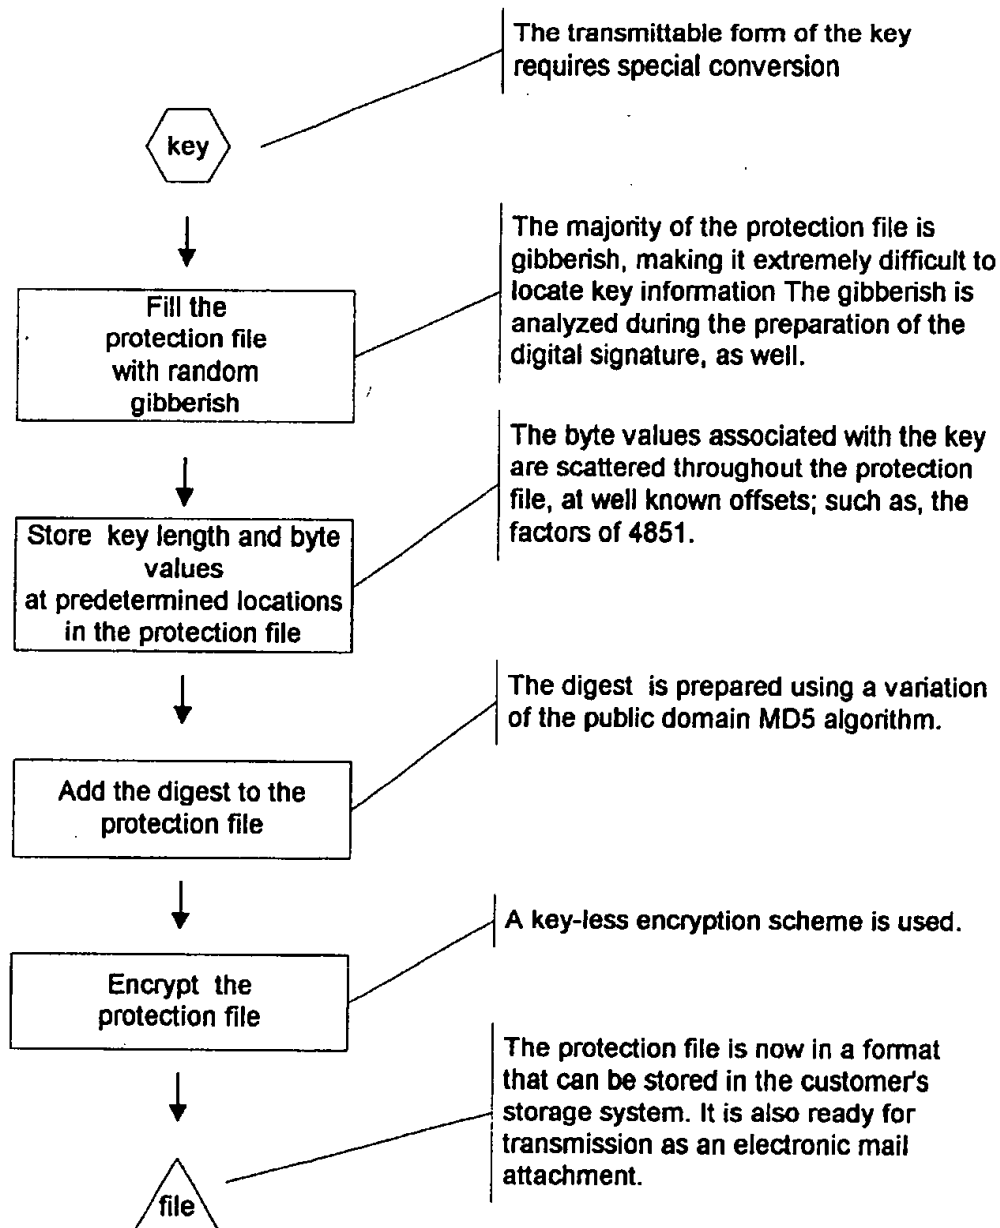 The transmittable form of the key
requires special conversion
key
The majority of the protection file is
gibberish, making it extremely difficult to
locate key information The gibberish is
analyzed during the preparation of the
digital signature, as well.
Fill the
protection file
with random
gibberish
The byte values associated with the key
are scattered throughout the protection
file, at well known offsets; such as, the
factors of 4851.
Store key length and byte
values
at predetermined locations
in the protection file
The digest is prepared using a variation
of the public domain MD5 algorithm.
Add the digest to the
protection file
A key-less encryption scheme is used.
Encrypt the
protection file
The protection file is now in a format
that can be stored in the customer's
storage system. It is also ready for
transmission as an electronic mail
attachment.
file